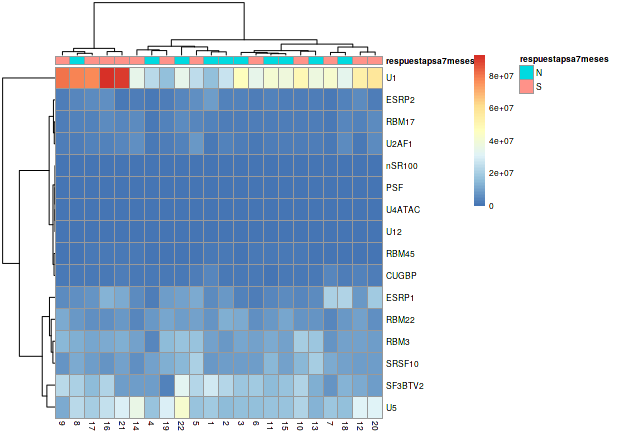 respuestapsa7meses
respuestapsa7meses
N
S
8e+07
6e+07
4e+07
2e+07
0
U1
ESRP2
RBM17
U2AF1
nSR100
PSF
U4ATAC
U12
RBM45
CUGBP
ESRP1
RBM22
RBM3
SRSF10
SF3BTV2
U5
9 8 17 16 21 14 4 19 22 5 1 2 3 6 11 15 10 13 7 18 12 20